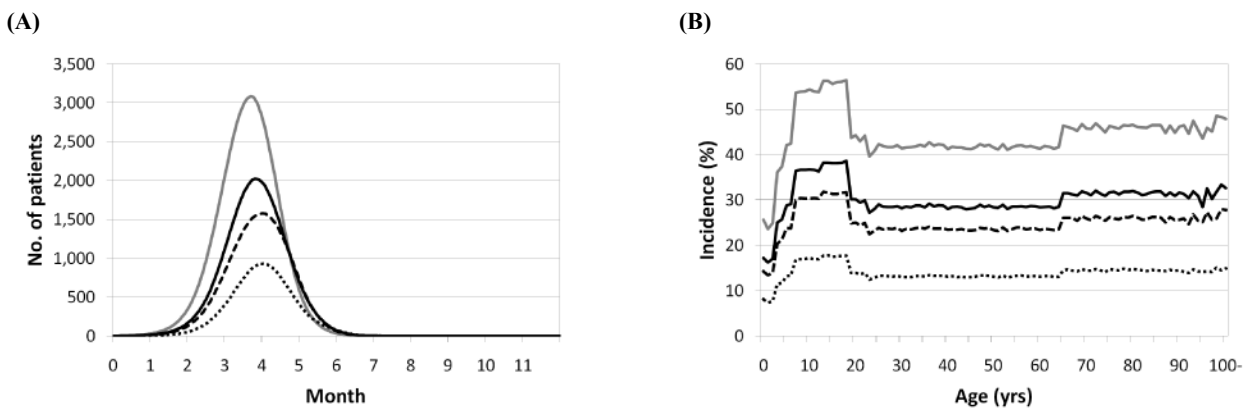 (A)
(B)
No. of patients
3,500
3,000
2,500
2,000
1,500
1,000
500
0
0 1 2 3 4 5 6 7 8 9 10 11
Month
Incidence (%)
60
50
40
30
20
10
0
0 10 20 30 40 50 60 70 80 90 100-
Age (yrs)